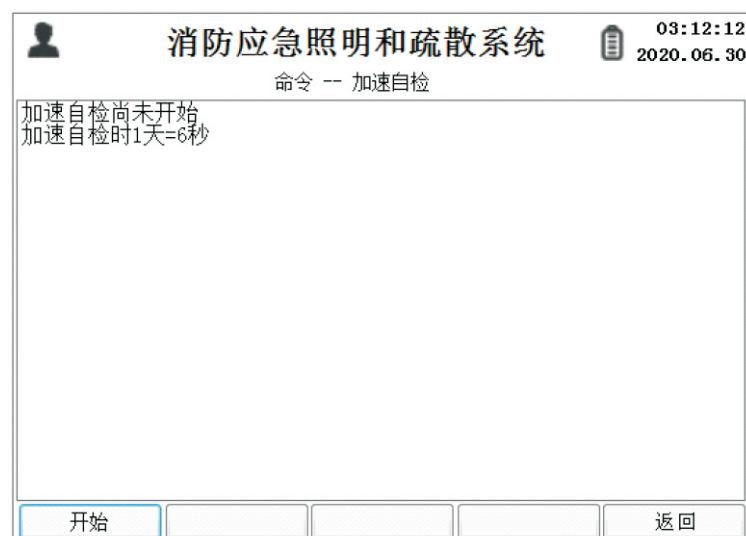 消防应急照明和疏散系统
03:12:12
2020.06.30
命令 -- 加速自检
加速自检尚未开始
加速自检时1天=6秒
开始
返回